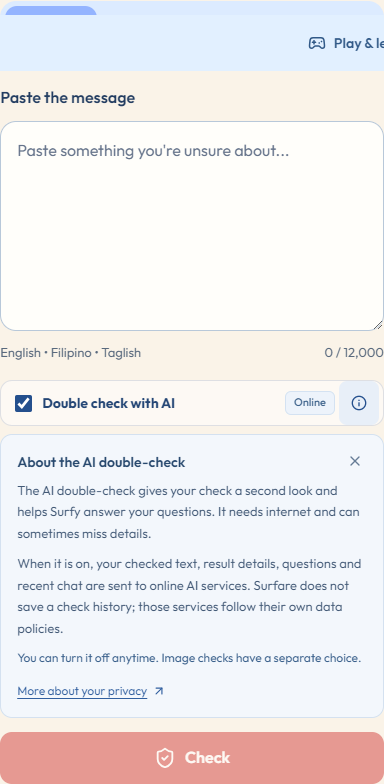 Play & le
Paste the message
Paste something you're unsure about...
English • Filipino • Taglish
0 / 12,000
Double check with AI
Online
About the AI double-check
The AI double-check gives your check a second look and
helps Surfy answer your questions. It needs internet and can
sometimes miss details.
When it is on, your checked text, result details, questions and
recent chat are sent to online AI services. Surfare does not
save a check history; those services follow their own data
policies.
You can turn it off anytime. Image checks have a separate choice.
More about your privacy
Check